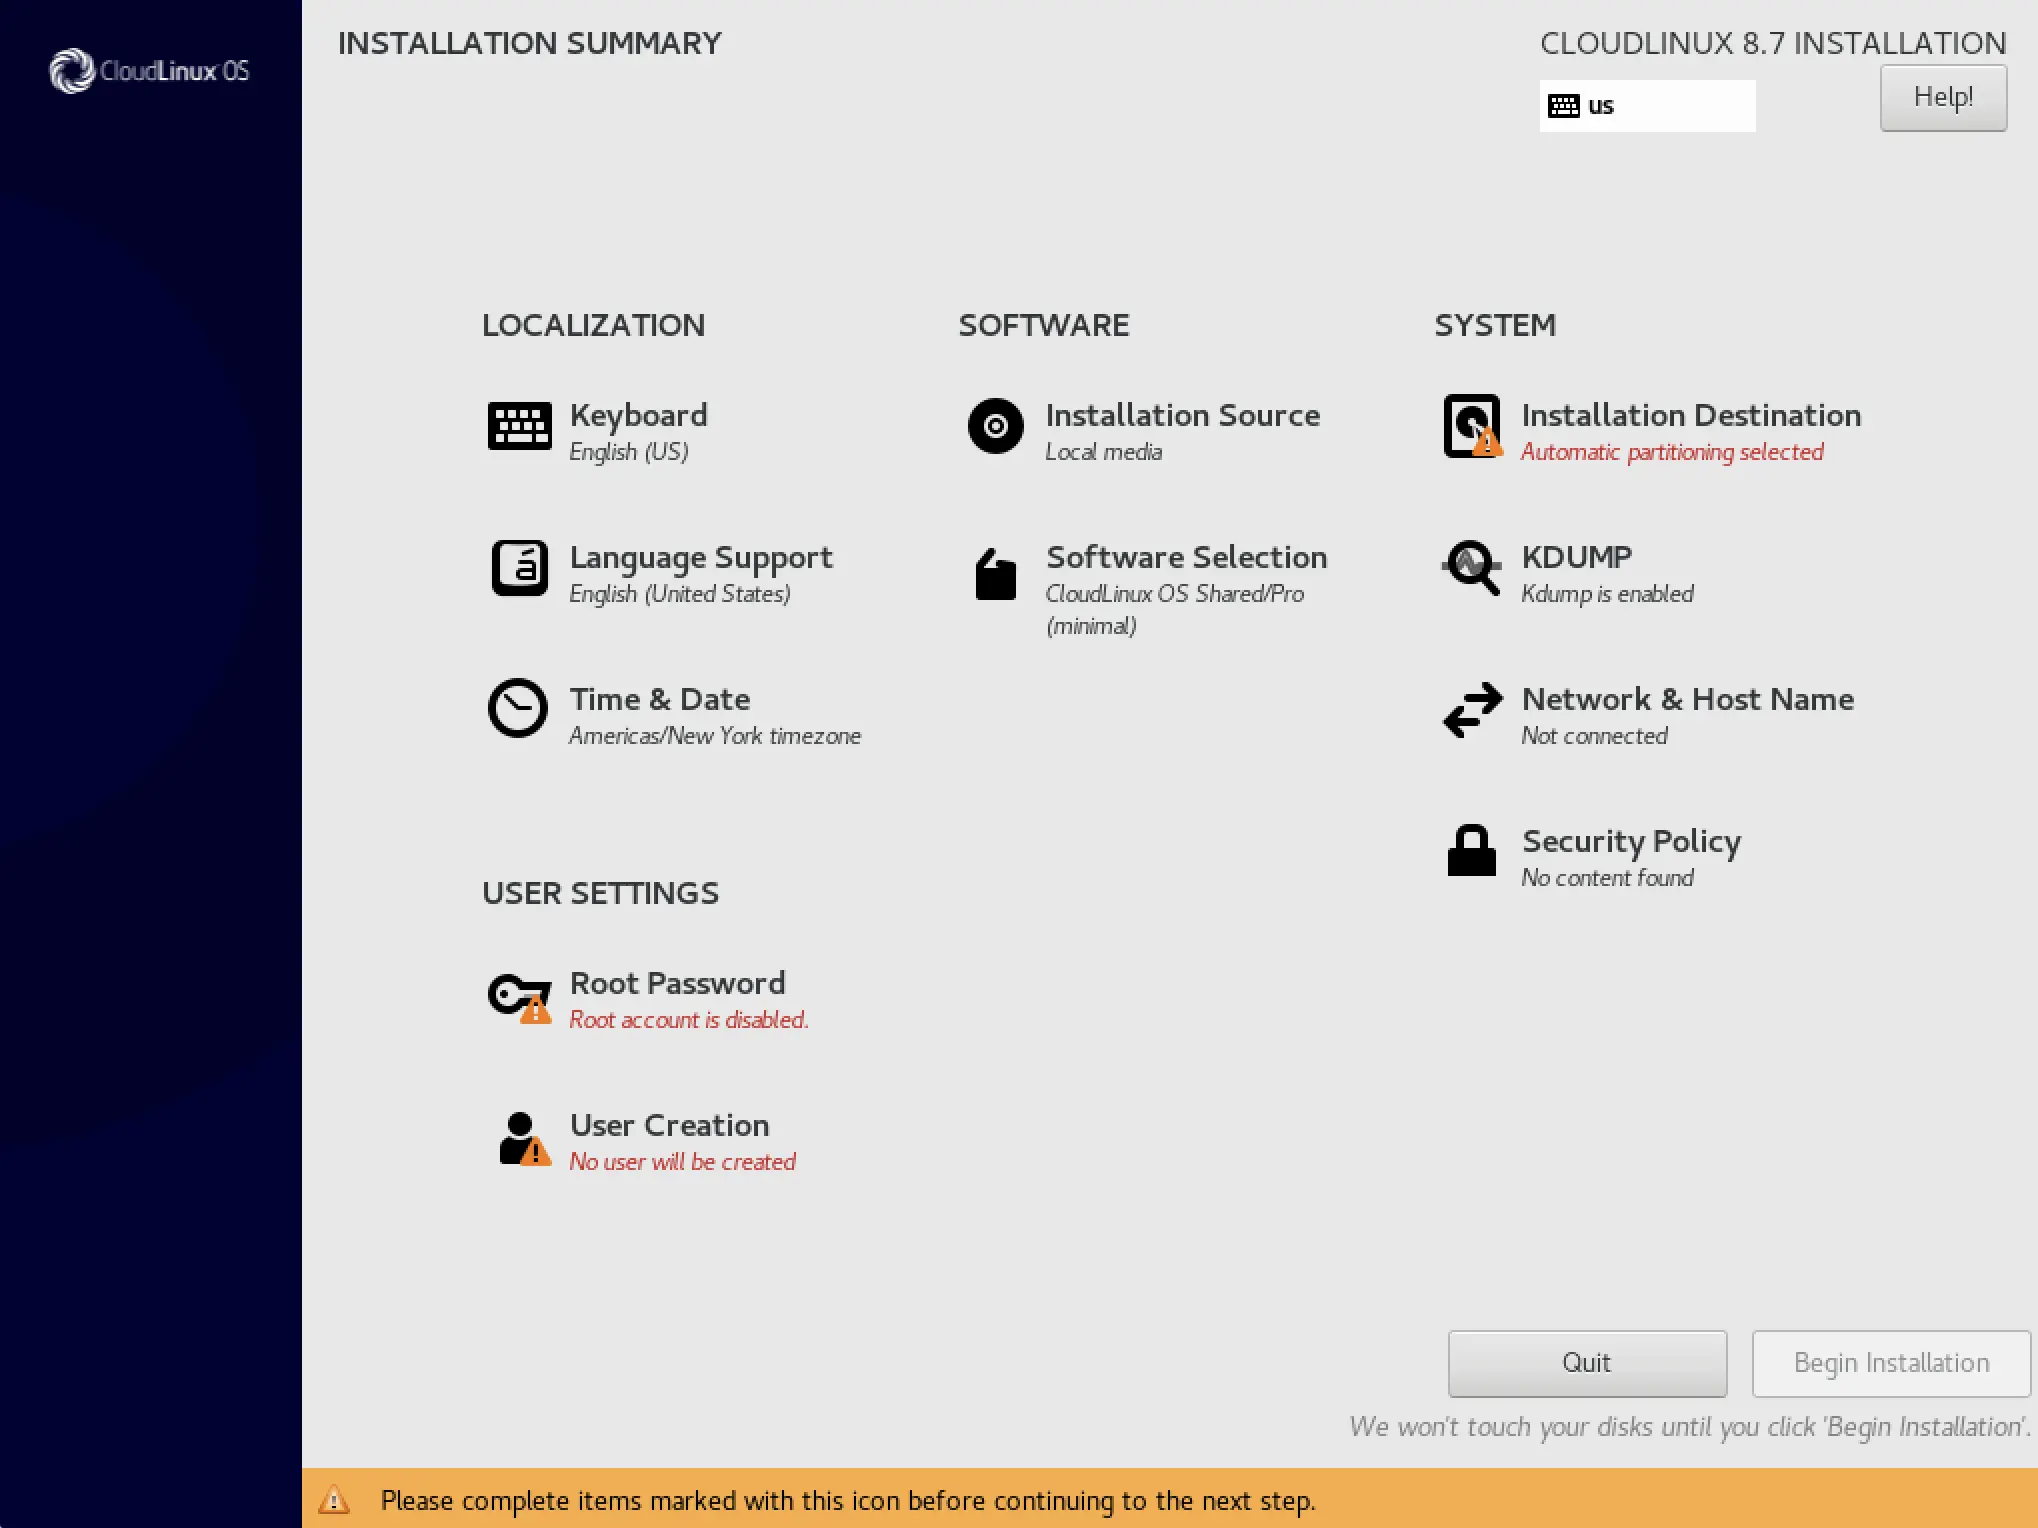 CloudLinux OS
INSTALLATION SUMMARY
CLOUDLINUX 8.7 INSTALLATION
us
Help!
LOCALIZATION
Keyboard
English (US)
Language Support
English (United States)
Time & Date
Americas/New York timezone
SOFTWARE
Installation Source
Local media
Software Selection
CloudLinux OS Shared/Pro
(minimal)
SYSTEM
Installation Destination
Automatic partitioning selected
KDUMP
Kdump is enabled
Network & Host Name
Not connected
Security Policy
No content found
USER SETTINGS
Root Password
Root account is disabled.
User Creation
No user will be created
Quit
Begin Installation
We won't touch your disks until you click 'Begin Installation'.
Please complete items marked with this icon before continuing to the next step.